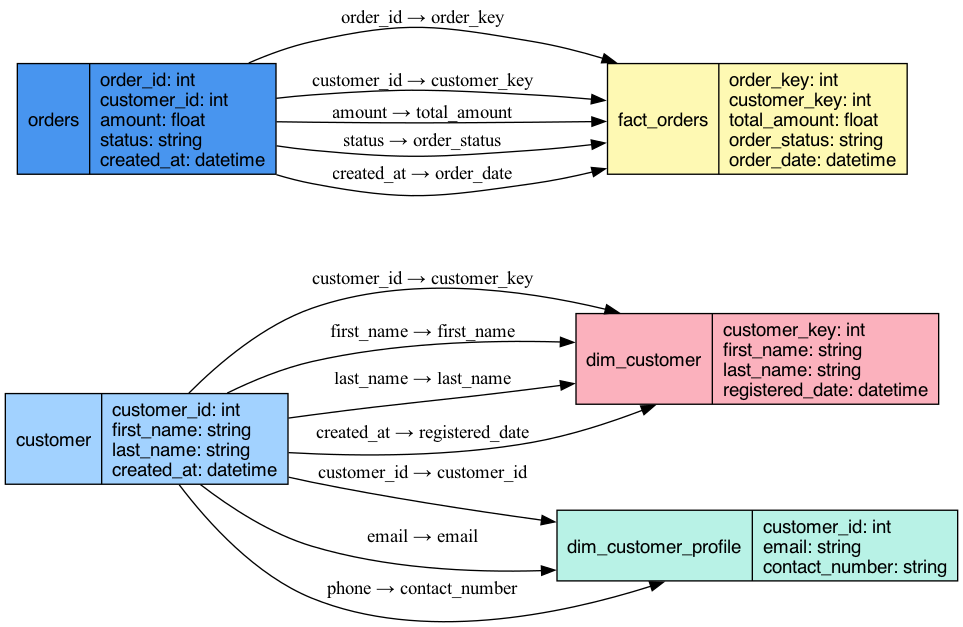 order_id → order_key
orders
order_id: int
customer_id: int
amount: float
status: string
created_at: datetime
customer_id → customer_key
amount → total_amount
status → order_status
created_at → order_date
fact_orders
order_key: int
customer_key: int
total_amount: float
order_status: string
order_date: datetime
customer_id → customer_key
first_name → first_name
last_name → last_name
created_at → registered_date
dim_customer
customer_key: int
first_name: string
last_name: string
registered_date: datetime
customer
customer_id: int
first_name: string
last_name: string
created_at: datetime
customer_id → customer_id
email → email
phone → contact_number
dim_customer_profile
customer_id: int
email: string
contact_number: string